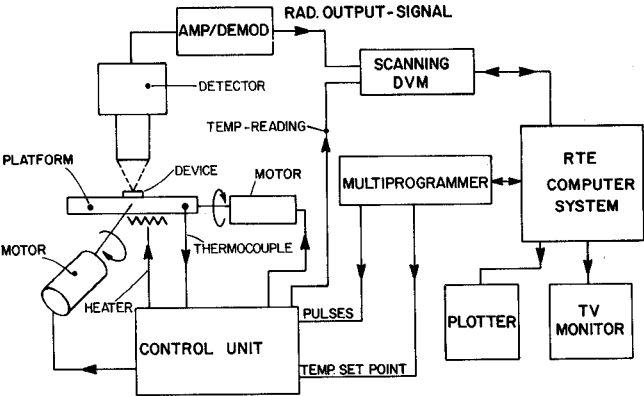 RAD. OUTPUT-SIGNAL
AMP/DEMOD
SCANNING
DVM
DETECTOR
TEMP-READING
RTE
COMPUTER
SYSTEM
PLATFORM
DEVICE
MOTOR
MULTIPROGRAMMER
THERMOCOUPLE
MOTOR
HEATER
PULSES
PLOTTER
TV
MONITOR
CONTROL UNIT
TEMP. SET POINT